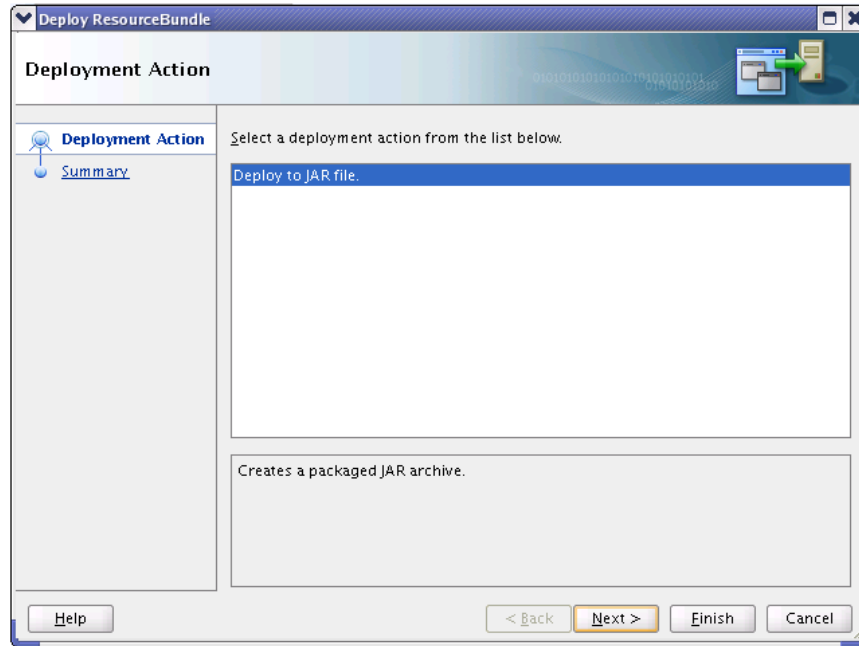 Deploy ResourceBundle
Deployment Action
Deployment Action
Summary
Select a deployment action from the list below.
Deploy to JAR file.
Creates a packaged JAR archive.
Help
< Back
Next >
Finish
Cancel